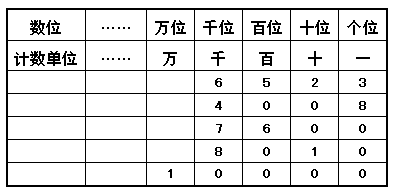 数位 …… 万位 千位 百位 十位 个位
计数单位 …… 万 千 百 十 一
6 5 2 3
4 0 0 8
7 6 0 0
8 0 1 0
1 0 0 0 0